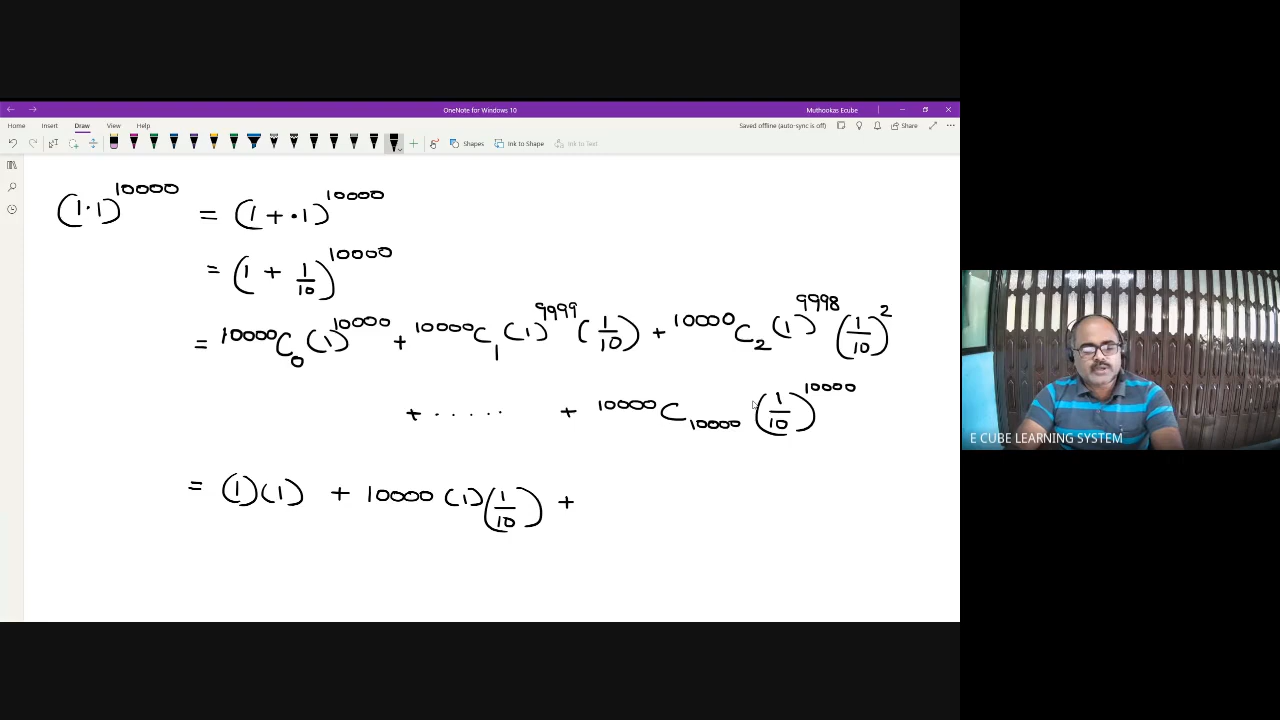 OneNote for Windows 10
Muthookas Ecube
Home Insert Draw View Help
Saved offline (auto-sync is off) Share
Shapes Ink to Shape Ink to Text
(1·1)^10000 = (1 + ·1)^10000
= (1 + 1/10)^10000
= 10000C₀ (1)^10000 + 10000C₁ (1)^9999 (1/10) + 10000C₂ (1)^9998 (1/10)^2
+ ..... + 10000C₁₀₀₀₀ (1/10)^10000
= (1)(1) + 10000 (1)(1/10) +
E CUBE LEARNING SYSTEM